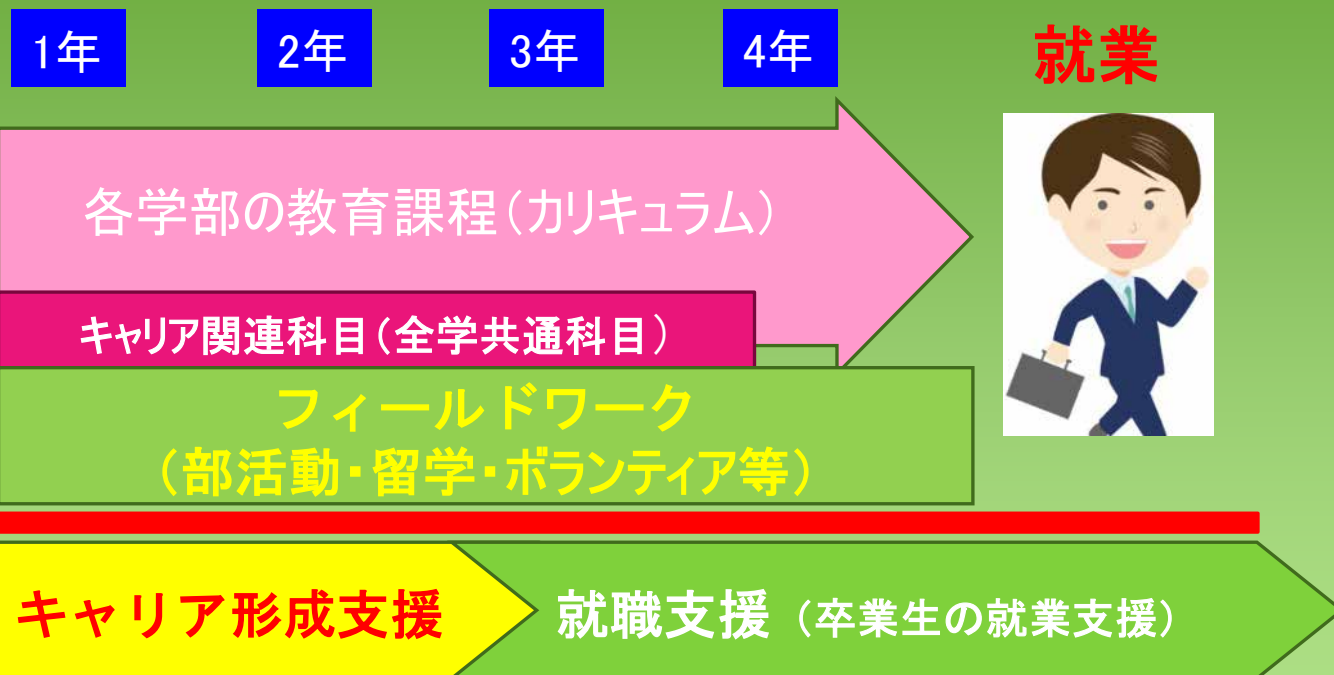 1年
2年
3年
4年
就業
各学部の教育課程（カリキュラム）
キャリア関連科目（全学共通科目）
フィールドワーク
（部活動・留学・ボランティア等）
キャリア形成支援
就職支援（卒業生の就業支援）